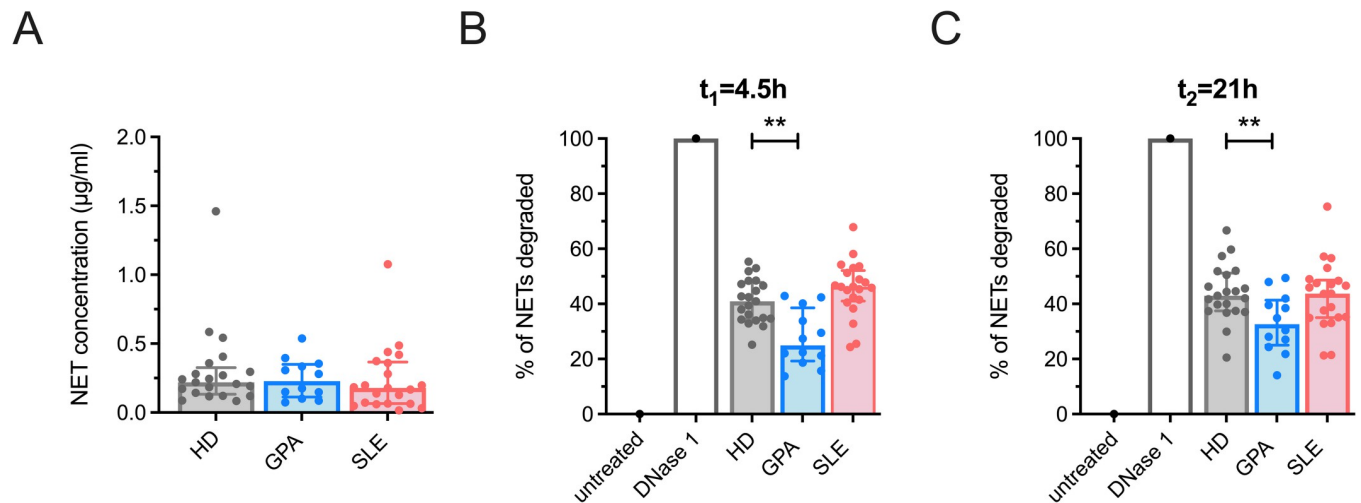 A
B
C
t₁=4.5h
t₂=21h
**
**
NET concentration (µg/ml)
2.0
1.5
1.0
0.5
0.0
HD
GPA
SLE
% of NETs degraded
100
80
60
40
20
0
untreated
DNase 1
HD
GPA
SLE
% of NETs degraded
100
80
60
40
20
0
untreated
DNase 1
HD
GPA
SLE